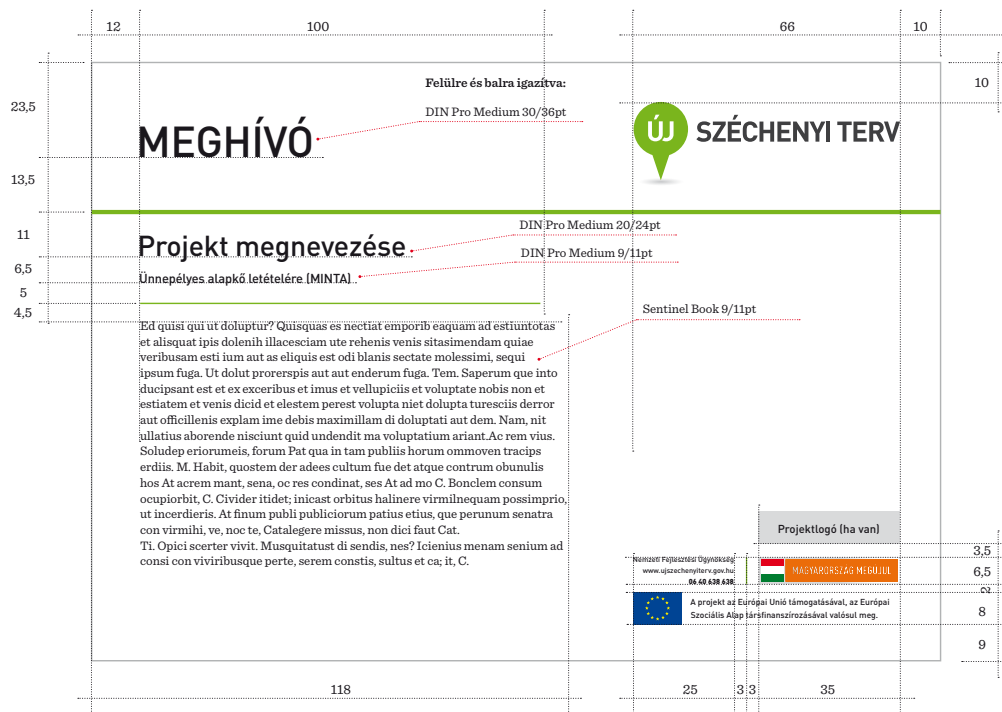 12
100
66
10
Felülre és balra igazítva:
10
23,5
DIN Pro Medium 30/36pt
MEGHÍVÓ
ÚJ SZÉCHENYI TERV
13,5
11
DIN Pro Medium 20/24pt
Projekt megnevezése
DIN Pro Medium 9/11pt
6,5
Ünnepélyes alapkő letételére (MINTA)
5
4,5
Sentinel Book 9/11pt
Ed quisi qui ut doluptur? Quisquas es nectiat emporib eaquam ad estiuntotas
et alisquat ipis dolenih illacesciam ute rehenis venis sitasimendam quiae
veribusam esti ium aut as eliquis est odi blanis sectate molessimi, sequi
ipsum fuga. Ut dolut prorerspis aut aut enderum fuga. Tem. Saperum que into
ducipsant est et ex exceribus et imus et vellupiciis et voluptate nobis non et
estiatem et venis dicid et elestem perest volupta niet dolupta turesciis derror
aut officillenis explam ime debis maximillam di doluptati aut dem. Nam, nit
ullatius aborende nisciunt quid undendit ma voluptatium ariant.Ac rem vius.
Soludep eriorumeis, forum Pat qua in tam publiis horum ommoven tracips
erdiis. M. Habit, quostem der adees cultum fue det atque contrum obunulis
hos At acrem mant, sena, oc res condinat, ses At ad mo C. Bonclem consum
ocupiorbit, C. Civider itidet; inicast orbitus halinere virmilnequam possimprio,
ut incerdieris. At finum publi publiciorum patius etius, que perunum senatra
con virmihi, ve, noc te, Catalegere missus, non dici faut Cat.
Ti. Opici scerter vivit. Musquitatust di sendis, nes? Icienius menam senium ad
consi con viviribusque perte, serem constis, sultus et ca; it, C.
Projektlogó (ha van)
3,5
Nemzeti Fejlesztési Ügynökség
www.ujszechenyiterv.gov.hu
06 40 638 638
MAGYARORSZÁG MEGÚJUL
6,5
2
A projekt az Európai Unió támogatásával, az Európai
Szociális Alap társfinanszírozásával valósul meg.
8
9
118
25
3
3
35